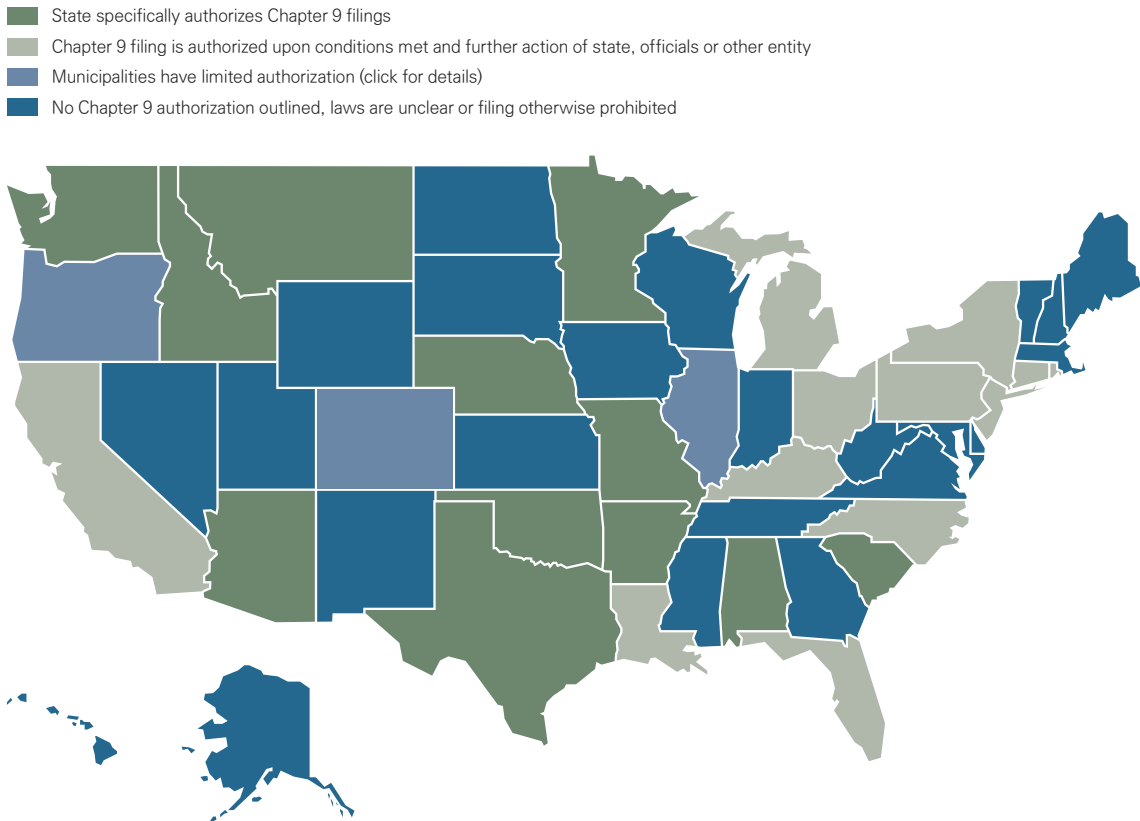 State specifically authorizes Chapter 9 filings
Chapter 9 filing is authorized upon conditions met and further action of state, officials or other entity
Municipalities have limited authorization (click for details)
No Chapter 9 authorization outlined, laws are unclear or filing otherwise prohibited